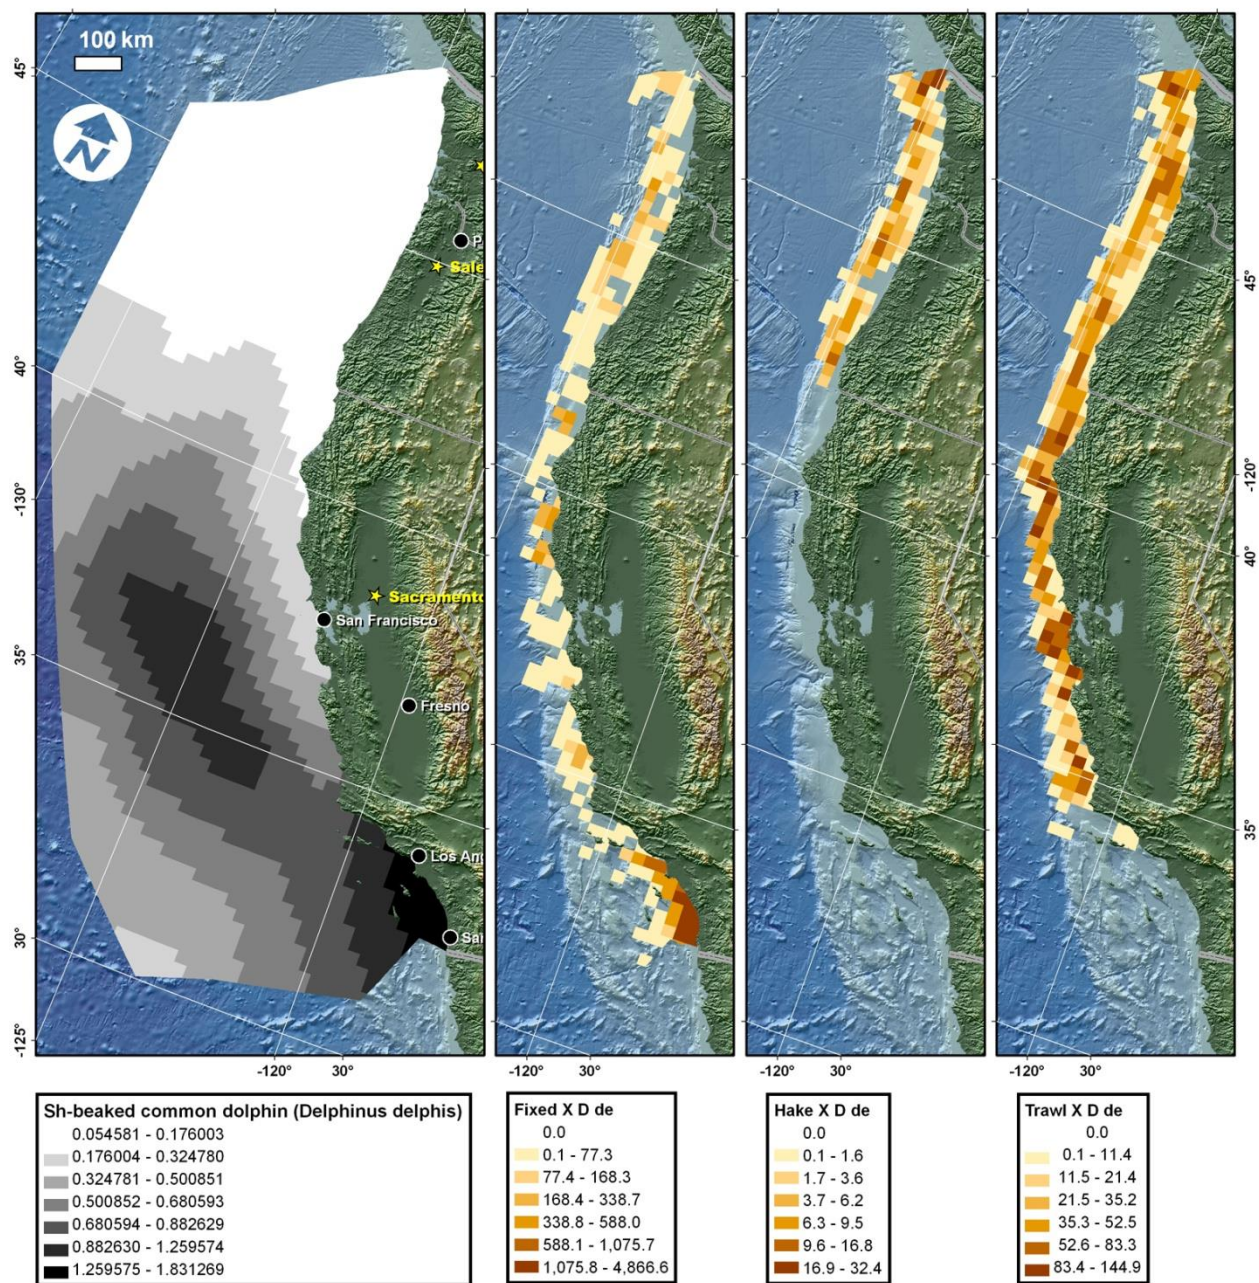 100 km
N
45°
40°
-130°
35°
30°
-125°
P
Sale
Sacramento
San Francisco
Fresno
Los An
San
-120°
30°
-120°
30°
-120°
30°
-120°
30°
45°
-120°
40°
35°
Sh-beaked common dolphin (Delphinus delphis)
0.054581 - 0.176003
0.176004 - 0.324780
0.324781 - 0.500851
0.500852 - 0.680593
0.680594 - 0.882629
0.882630 - 1.259574
1.259575 - 1.831269
Fixed X D de
0.0
0.1 - 77.3
77.4 - 168.3
168.4 - 338.7
338.8 - 588.0
588.1 - 1,075.7
1,075.8 - 4,866.6
Hake X D de
0.0
0.1 - 1.6
1.7 - 3.6
3.7 - 6.2
6.3 - 9.5
9.6 - 16.8
16.9 - 32.4
Trawl X D de
0.0
0.1 - 11.4
11.5 - 21.4
21.5 - 35.2
35.3 - 52.5
52.6 - 83.3
83.4 - 144.9